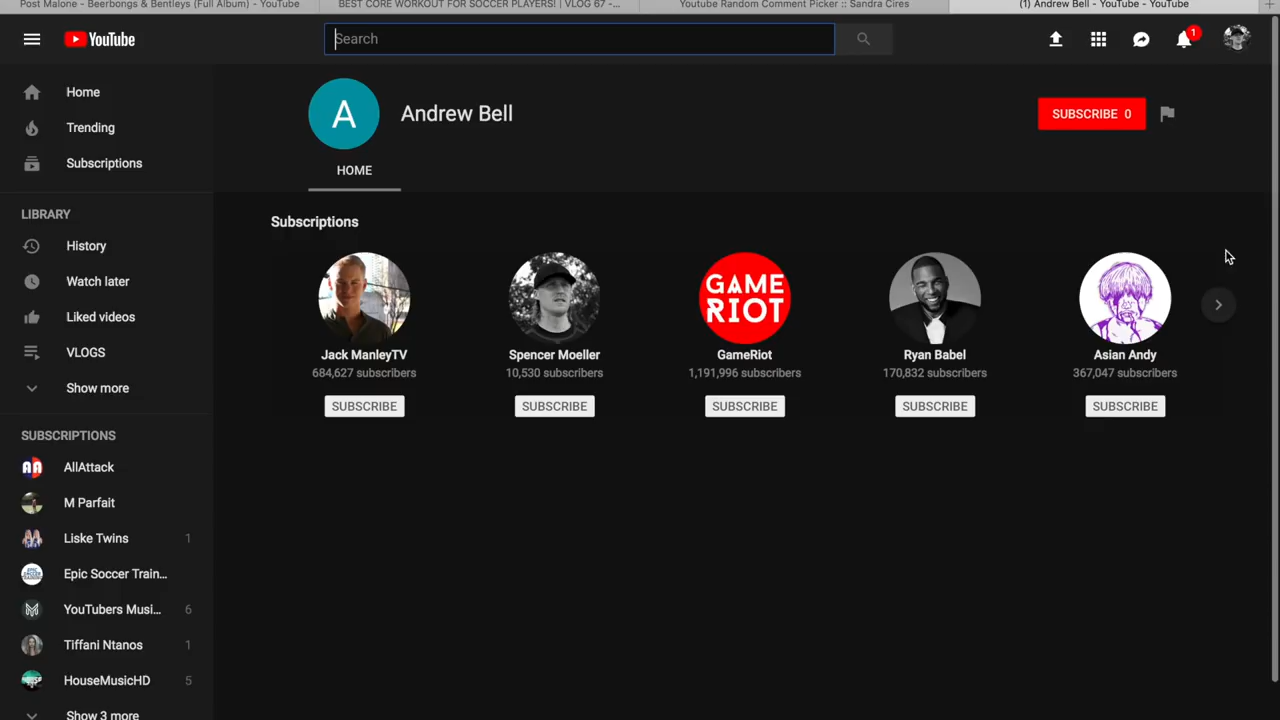 Post Malone - Beerbongs & Bentleys (Full Album) - YouTube
BEST CORE WORKOUT FOR SOCCER PLAYERS! | VLOG 67 -...
Youtube Random Comment Picker :: Sandra Cires
(1) Andrew Bell - YouTube - YouTube
YouTube
Search
1
Home
Trending
Subscriptions
LIBRARY
History
Watch later
Liked videos
VLOGS
Show more
SUBSCRIPTIONS
AllAttack
M Parfait
Liske Twins 1
Epic Soccer Train...
YouTubers Musi... 6
Tiffani Ntanos 1
HouseMusicHD 5
Show 3 more
A
Andrew Bell
SUBSCRIBE 0
HOME
Subscriptions
GAME
RIOT
Jack ManleyTV
684,627 subscribers
SUBSCRIBE
Spencer Moeller
10,530 subscribers
SUBSCRIBE
GameRiot
1,191,996 subscribers
SUBSCRIBE
Ryan Babel
170,832 subscribers
SUBSCRIBE
Asian Andy
367,047 subscribers
SUBSCRIBE